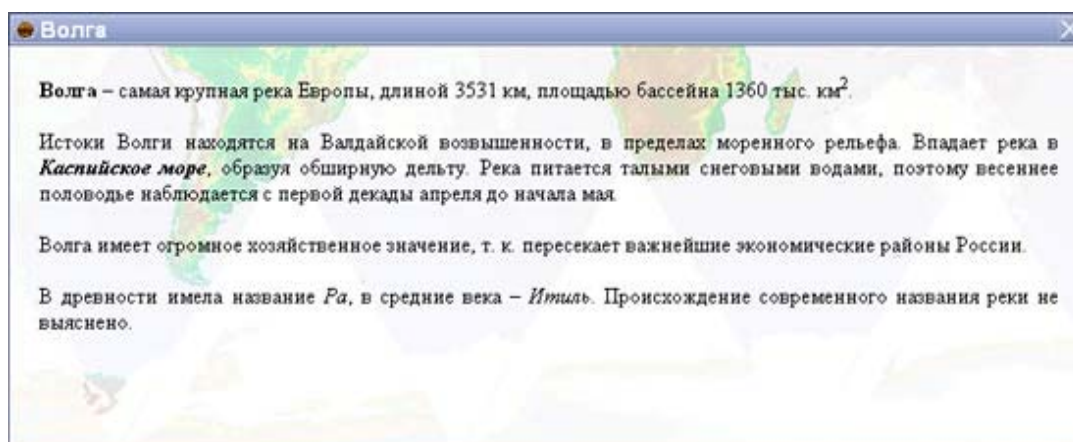 Волга
Волга – самая крупная река Европы, длиной 3531 км, площадью бассейна 1360 тыс. км².
Истоки Волги находятся на Валдайской возвышенности, в пределах моренного рельефа. Впадает река в
Каспийское море, образуя обширную дельту. Река питается талыми снеговыми водами, поэтому весеннее
половодье наблюдается с первой декады апреля до начала мая.
Волга имеет огромное хозяйственное значение, т. к. пересекает важнейшие экономические районы России.
В древности имела название Ра, в средние века – Итиль. Происхождение современного названия реки не
выяснено.